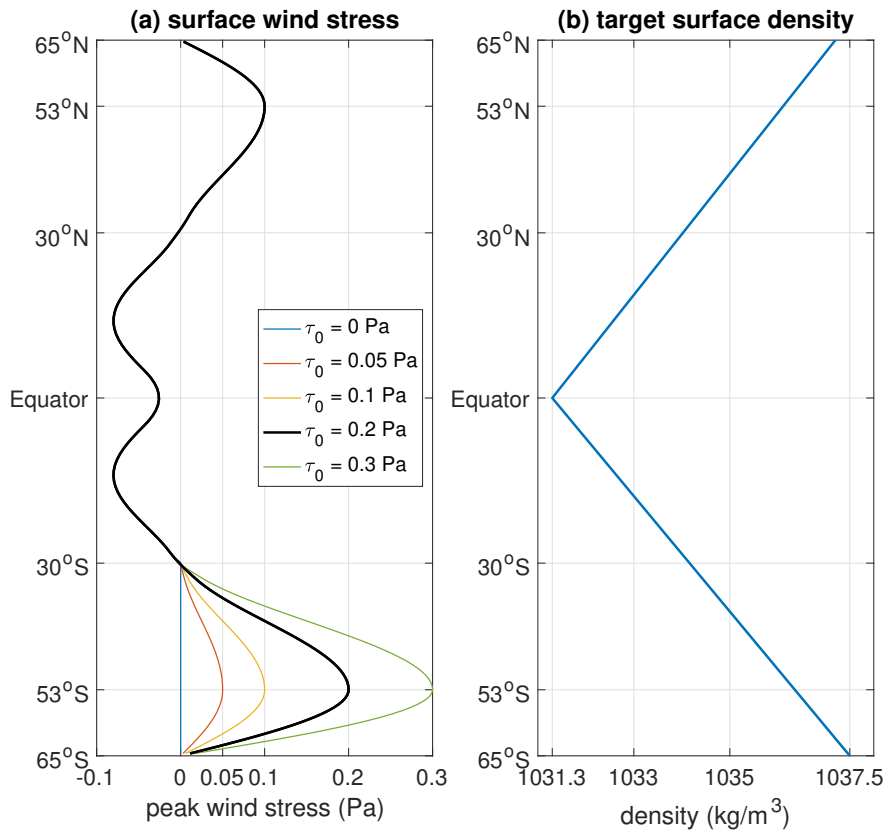 (a) surface wind stress
65°N
53°N
30°N
Equator
30°S
53°S
65°S
-0.1 0 0.05 0.1 0.2 0.3
peak wind stress (Pa)
τ₀ = 0 Pa
τ₀ = 0.05 Pa
τ₀ = 0.1 Pa
τ₀ = 0.2 Pa
τ₀ = 0.3 Pa
(b) target surface density
65°N
53°N
30°N
Equator
30°S
53°S
65°S
1031.3 1033 1035 1037.5
density (kg/m³)